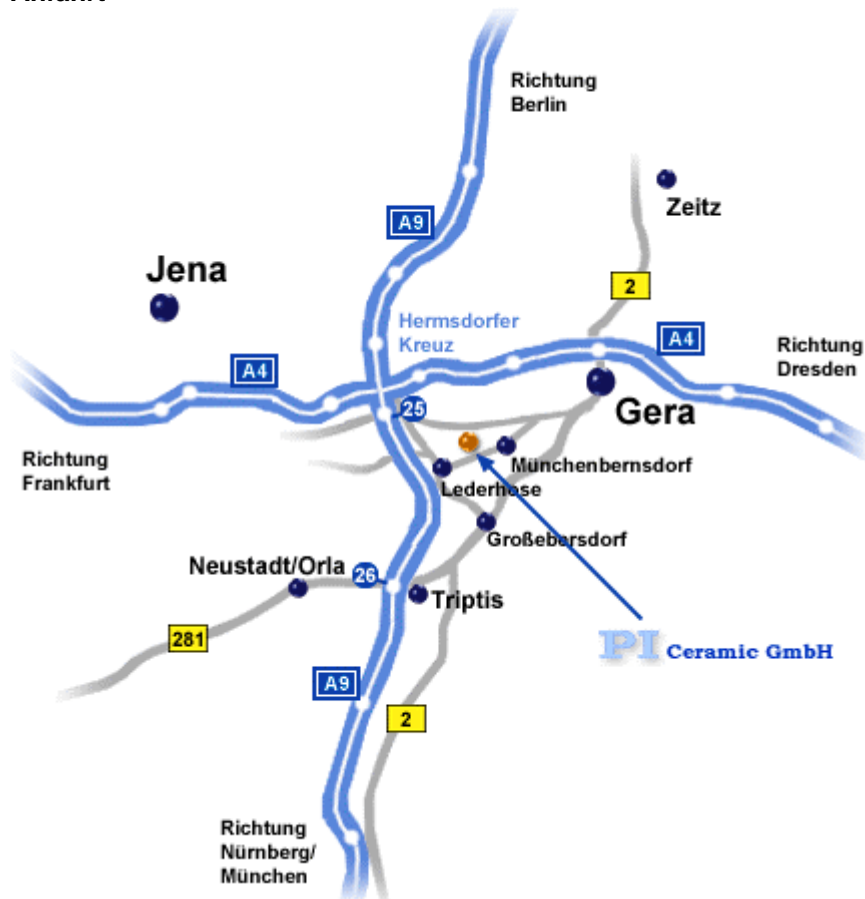 Richtung
Berlin
Zeitz
A9
Jena
2
Hermsdorfer
Kreuz
A4
A4
Richtung
Dresden
25
Gera
Richtung
Frankfurt
Münchenbernsdorf
Lederhose
Großebersdorf
Neustadt/Orla
26
Triptis
281
PI Ceramic GmbH
A9
2
Richtung
Nürnberg/
München